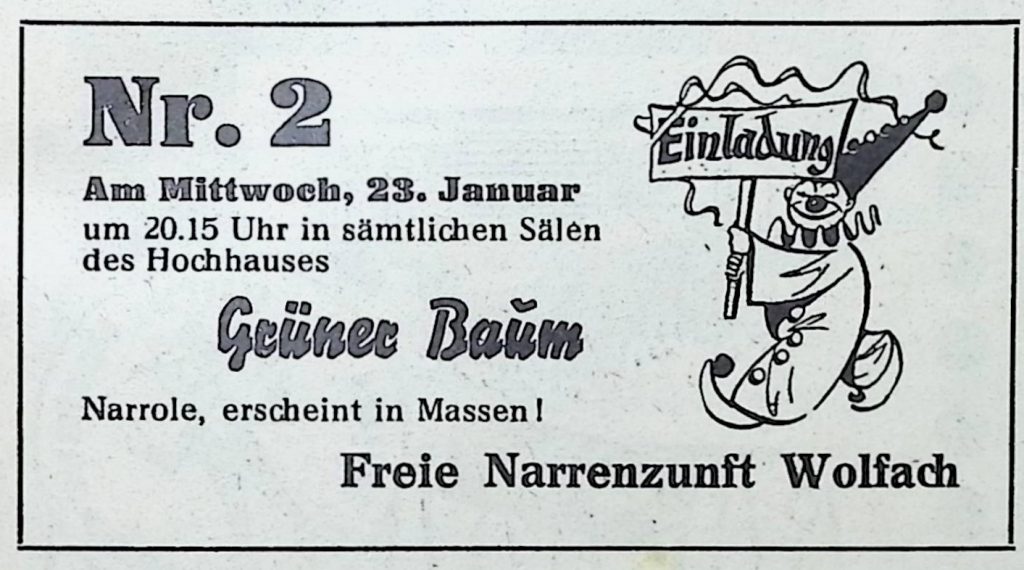 Nr. 2
Einladung
Am Mittwoch, 23. Januar
um 20.15 Uhr in sämtlichen Sälen
des Hochhauses
Grüner Baum
Narrole, erscheint in Massen!
Freie Narrenzunft Wolfach